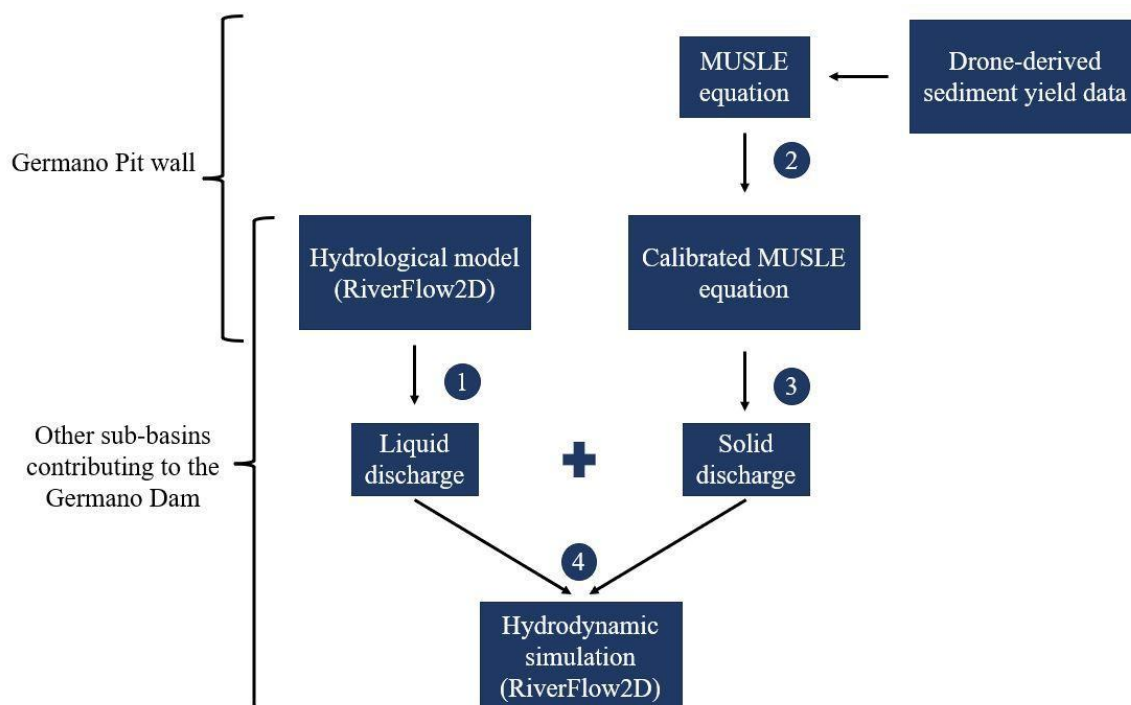 MUSLE
equation
Drone-derived
sediment yield data
2
Germano Pit wall
Hydrological model
(RiverFlow2D)
Calibrated MUSLE
equation
1
3
Other sub-basins
contributing to the
Germano Dam
Liquid
discharge
+
Solid
discharge
4
Hydrodynamic
simulation
(RiverFlow2D)